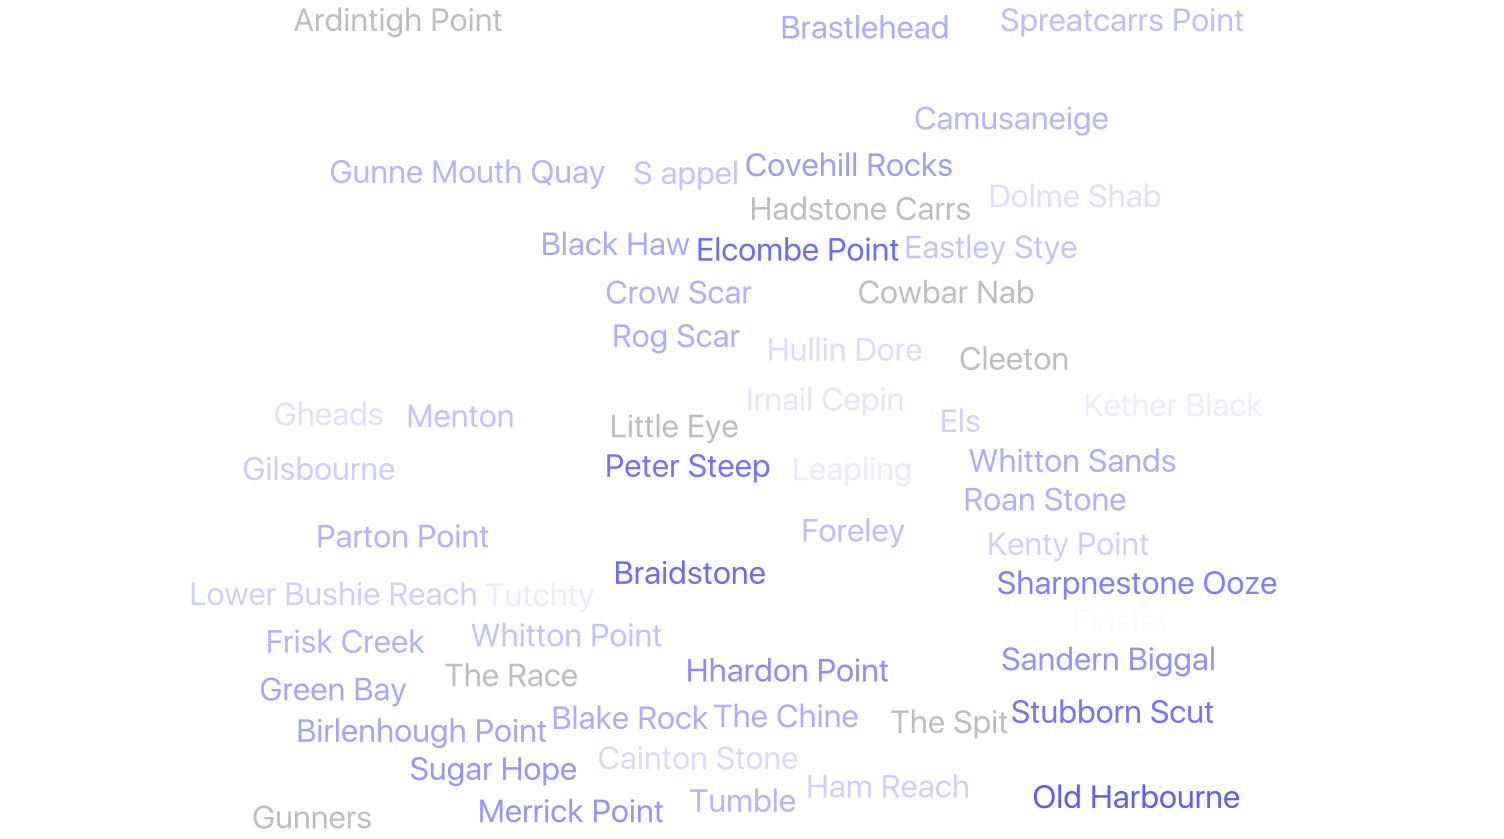 Ardintigh Point
Brastlehead
Spreatcarrs Point
Camusaneige
Gunne Mouth Quay
S appel
Covehill Rocks
Dolme Shab
Hadstone Carrs
Black Haw
Elcombe Point
Eastley Stye
Crow Scar
Cowbar Nab
Rog Scar
Hullin Dore
Cleeton
Irnail Cepin
Kether Black
Gheads
Menton
Little Eye
Els
Gilsbourne
Peter Steep
Leapling
Whitton Sands
Roan Stone
Parton Point
Foreley
Kenty Point
Braidstone
Sharpnestone Ooze
Lower Bushie Reach
Tutchty
Finstet
Frisk Creek
Whitton Point
Sandern Biggal
The Race
Hhardon Point
Green Bay
Birlenhough Point
Blake Rock
The Chine
The Spit
Stubborn Scut
Sugar Hope
Cainton Stone
Ham Reach
Old Harbourne
Gunners
Merrick Point
Tumble